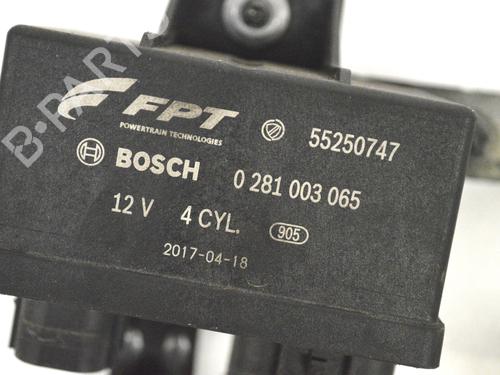 FPT 55250747
POWERTRAIN TECHNOLOGIES
BOSCH 0 281 003 065
12 V 4 CYL. 905
2017-04-18
B-PARTS